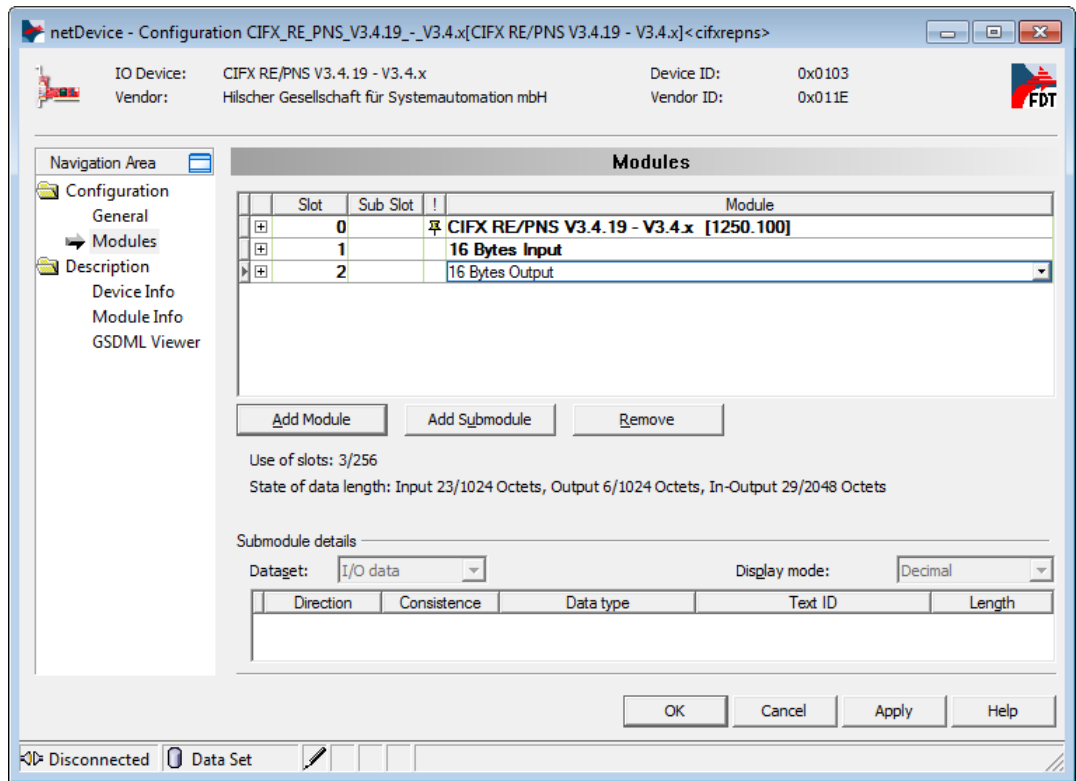 netDevice - Configuration CIFX_RE_PNS_V3.4.19_-_V3.4.x[CIFX RE/PNS V3.4.19 - V3.4.x]<cifxrepns>
IO Device: CIFX RE/PNS V3.4.19 - V3.4.x Device ID: 0x0103
Vendor: Hilscher Gesellschaft für Systemautomation mbH Vendor ID: 0x011E
FDT
Navigation Area
Configuration
General
Modules
Description
Device Info
Module Info
GSDML Viewer
Modules
Slot Sub Slot ! Module
0 CIFX RE/PNS V3.4.19 - V3.4.x [1250.100]
1 16 Bytes Input
2 16 Bytes Output
Add Module Add Submodule Remove
Use of slots: 3/256
State of data length: Input 23/1024 Octets, Output 6/1024 Octets, In-Output 29/2048 Octets
Submodule details
Dataset: I/O data Display mode: Decimal
Direction Consistence Data type Text ID Length
OK Cancel Apply Help
Disconnected Data Set